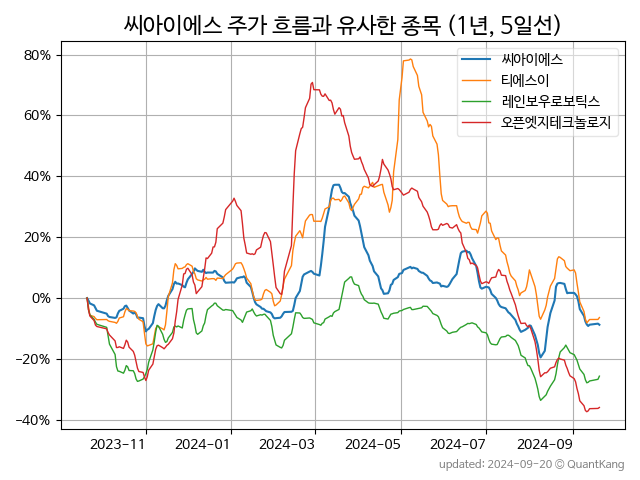 씨아이에스 주가 흐름과 유사한 종목 (1년, 5일선)
씨아이에스
티에스이
레인보우로보틱스
오픈엣지테크놀로지
80%
60%
40%
20%
0%
−20%
−40%
2023-11 2024-01 2024-03 2024-05 2024-07 2024-09
updated: 2024-09-20 @ QuantKang